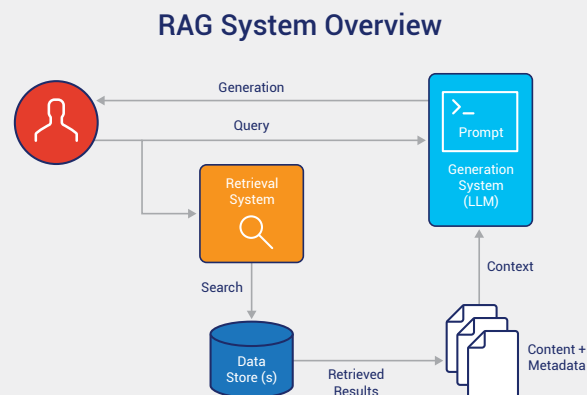 RAG System Overview
Generation
Query
>_
Prompt
Generation
System
(LLM)
Retrieval
System
Search
Context
Data
Store (s)
Retrieved
Results
Content +
Metadata